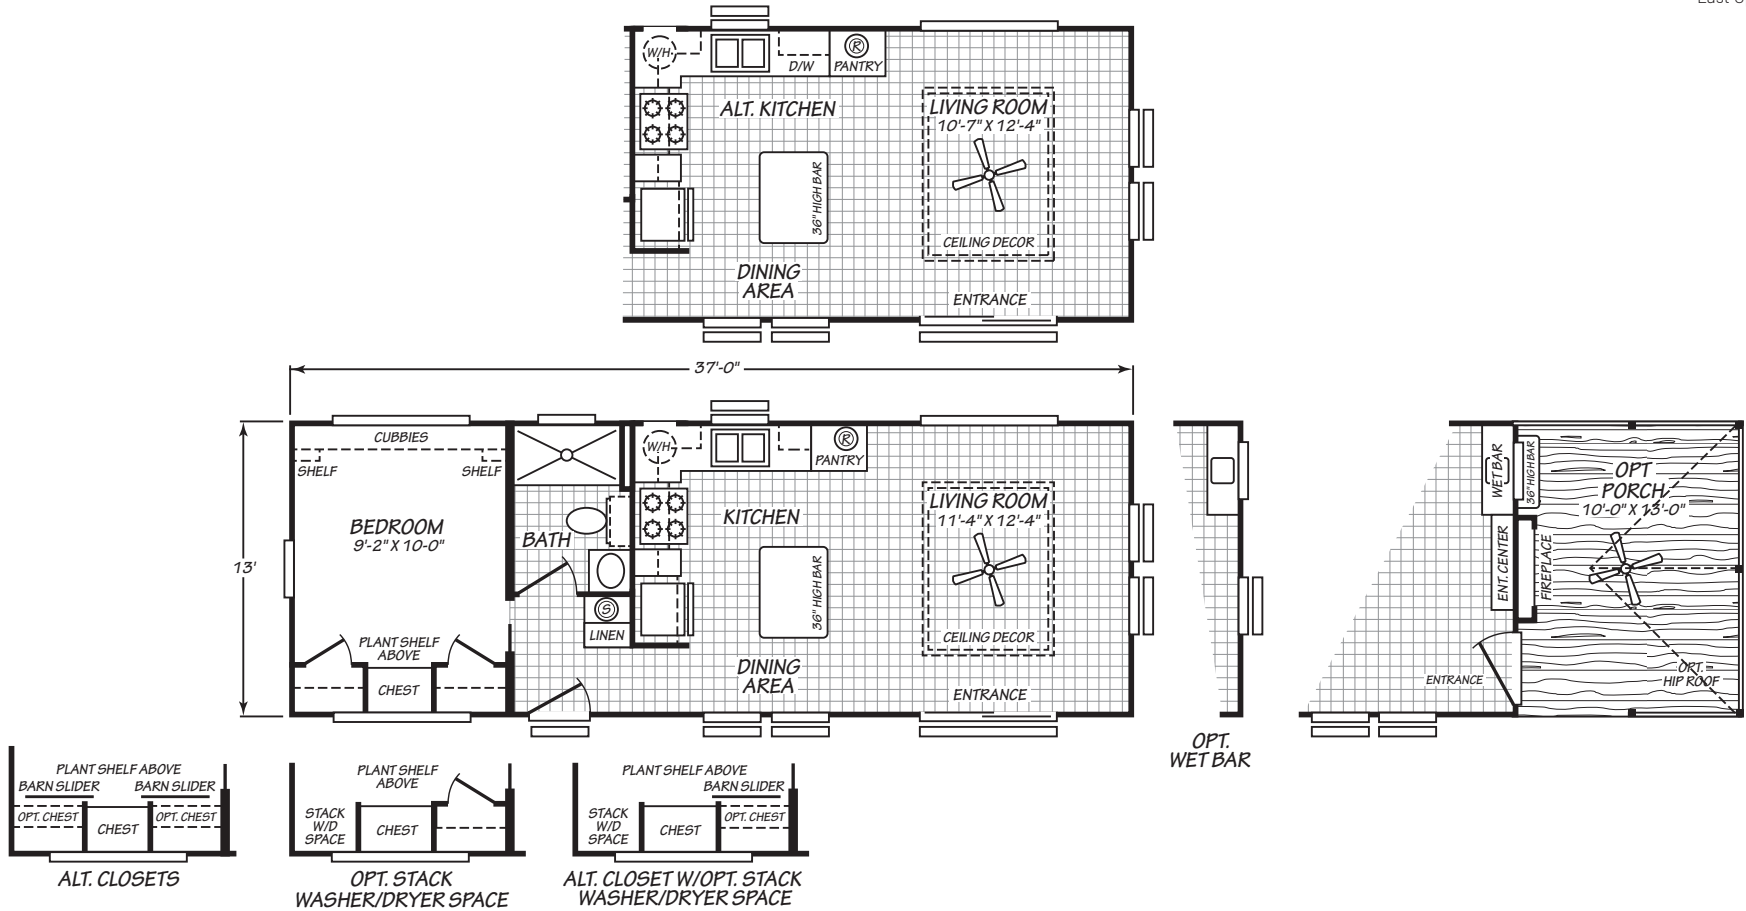 W/H
D/W
R
PANTRY
ALT. KITCHEN
LIVING ROOM
10'-7" X 12'-4"
36" HIGH BAR
CEILING DECOR
DINING
AREA
ENTRANCE
37'-0"
13'
CUBBIES
SHELF
SHELF
BEDROOM
9'-2" X 10'-0"
PLANT SHELF
ABOVE
CHEST
BATH
S
LINEN
W/H
R
PANTRY
KITCHEN
LIVING ROOM
11'-4" X 12'-4"
36" HIGH BAR
CEILING DECOR
DINING
AREA
ENTRANCE
OPT.
WET BAR
WET BAR
36" HIGH BAR
OPT
PORCH
10'-0" X 13'-0"
ENT. CENTER
FIREPLACE
ENTRANCE
OPT.
HIP ROOF
PLANT SHELF ABOVE
BARN SLIDER
BARN SLIDER
OPT. CHEST
CHEST
OPT. CHEST
ALT. CLOSETS
PLANT SHELF
ABOVE
STACK
W/D
SPACE
CHEST
OPT. STACK
WASHER/DRYER SPACE
PLANT SHELF ABOVE
BARN SLIDER
STACK
W/D
SPACE
CHEST
OPT. CHEST
ALT. CLOSET W/OPT. STACK
WASHER/DRYER SPACE